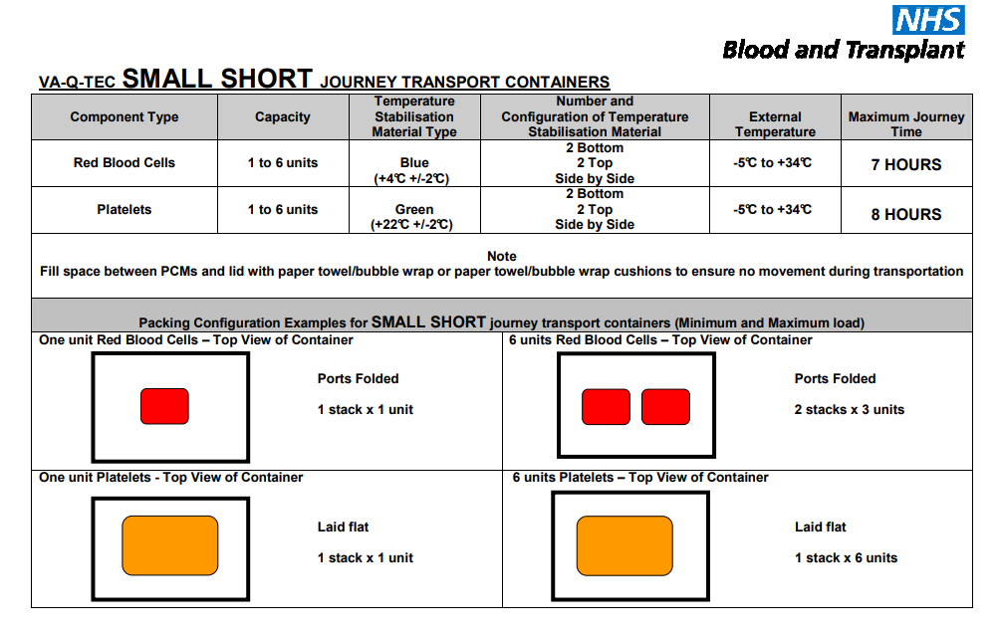 NHS
Blood and Transplant
VA-Q-TEC SMALL SHORT JOURNEY TRANSPORT CONTAINERS
Component Type
Capacity
Temperature
Stabilisation
Material Type
Number and
Configuration of Temperature
Stabilisation Material
External
Temperature
Maximum Journey
Time
Red Blood Cells
1 to 6 units
Blue
(+4°C +/-2°C)
2 Bottom
2 Top
Side by Side
-5°C to +34°C
7 HOURS
Platelets
1 to 6 units
Green
(+22°C +/-2°C)
2 Bottom
2 Top
Side by Side
-5°C to +34°C
8 HOURS
Note
Fill space between PCMs and lid with paper towel/bubble wrap or paper towel/bubble wrap cushions to ensure no movement during transportation
Packing Configuration Examples for SMALL SHORT journey transport containers (Minimum and Maximum load)
One unit Red Blood Cells – Top View of Container
Ports Folded
1 stack x 1 unit
6 units Red Blood Cells – Top View of Container
Ports Folded
2 stacks x 3 units
One unit Platelets - Top View of Container
Laid flat
1 stack x 1 unit
6 units Platelets – Top View of Container
Laid flat
1 stack x 6 units